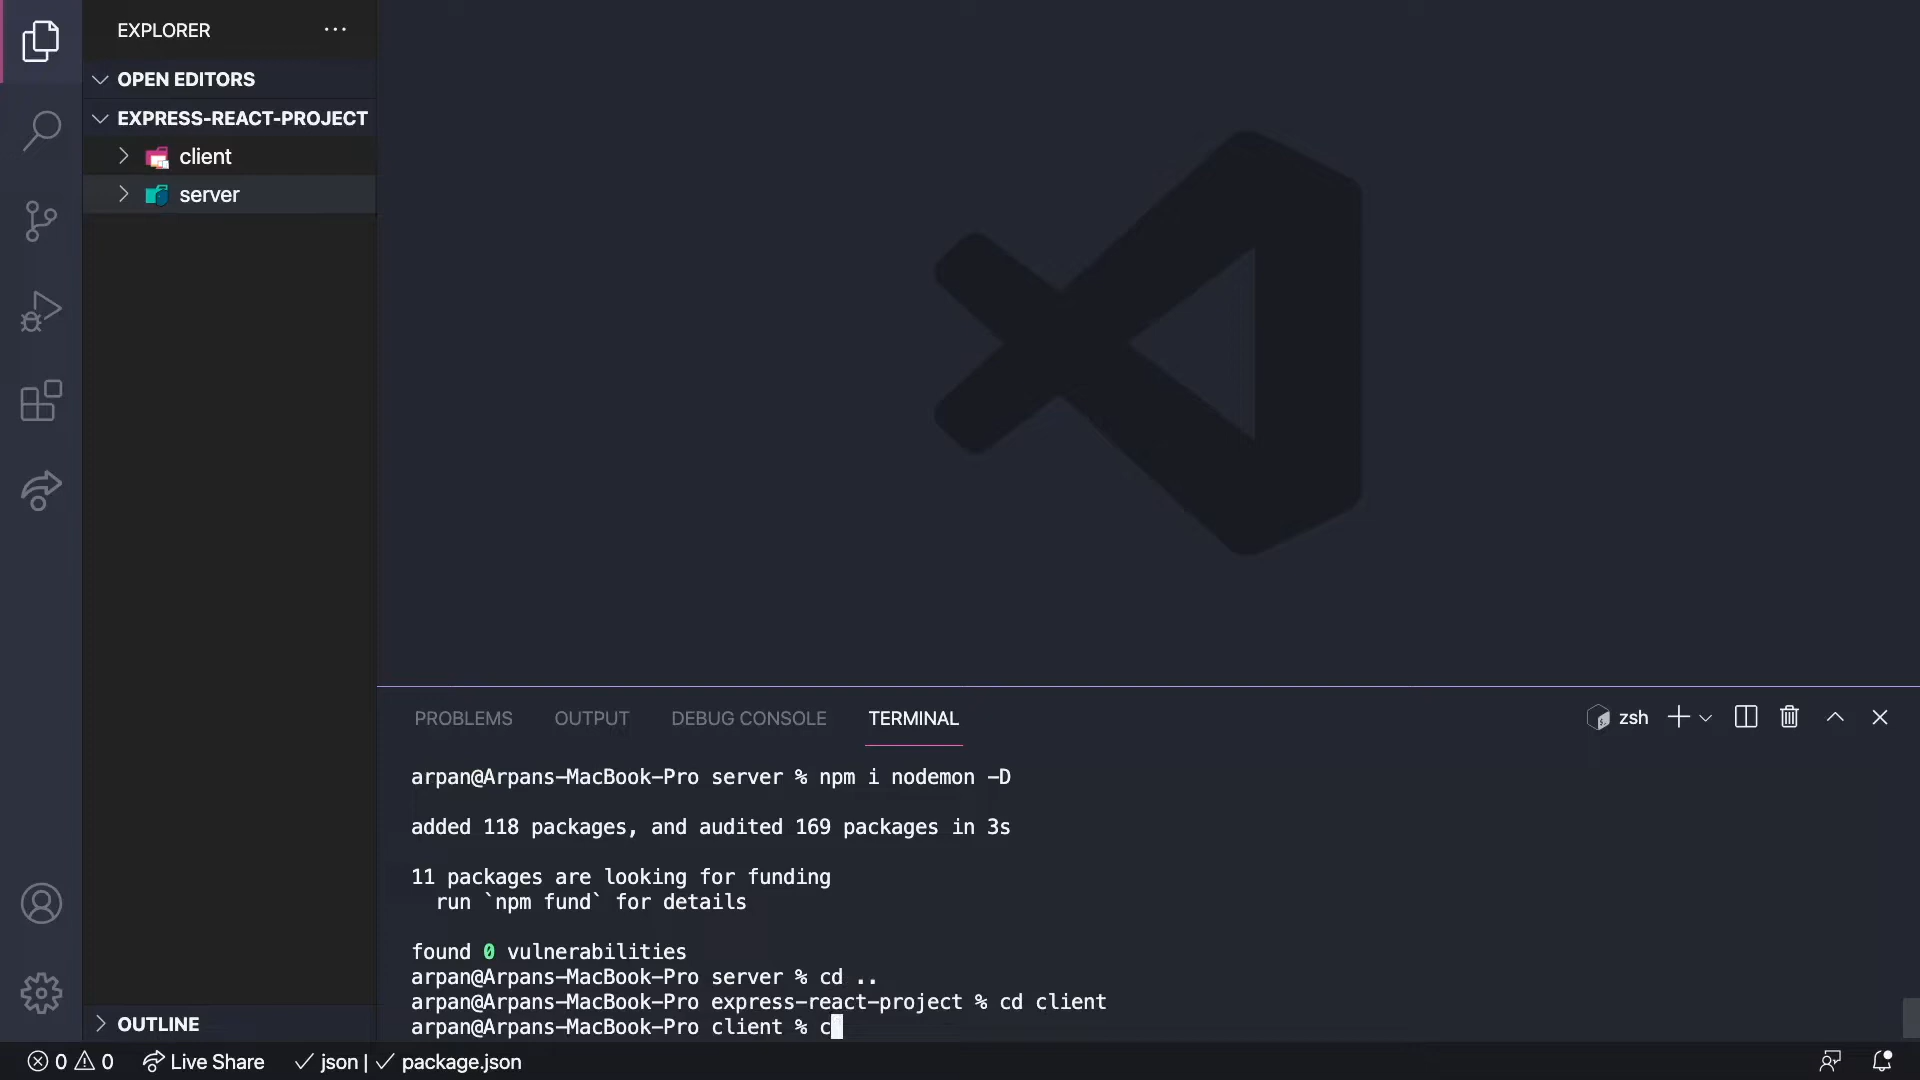 EXPLORER
OPEN EDITORS
EXPRESS-REACT-PROJECT
client
server
OUTLINE
PROBLEMS OUTPUT DEBUG CONSOLE TERMINAL zsh
arpan@Arpans-MacBook-Pro server % npm i nodemon -D
added 118 packages, and audited 169 packages in 3s
11 packages are looking for funding
run `npm fund` for details
found 0 vulnerabilities
arpan@Arpans-MacBook-Pro server % cd ..
arpan@Arpans-MacBook-Pro express-react-project % cd client
arpan@Arpans-MacBook-Pro client % c
0 0 Live Share json | package.json